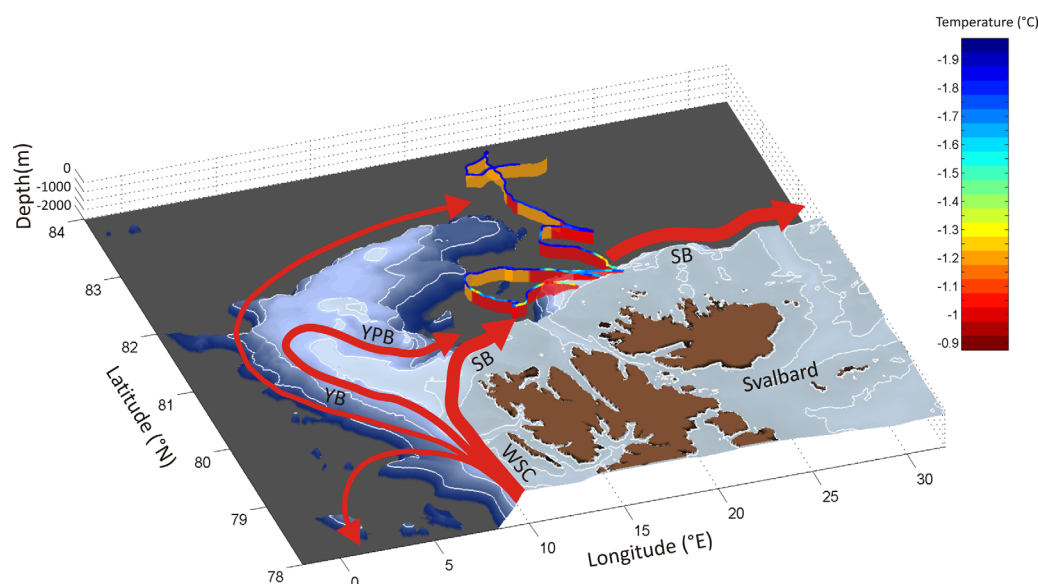 Temperature (°C)
-1.9
-1.8
-1.7
-1.6
-1.5
-1.4
-1.3
-1.2
-1.1
-1
-0.9
Depth(m)
0
-1000
-2000
84
83
82
81
80
79
78
Latitude (°N)
0
5
10
15
20
25
30
Longitude (°E)
SB
YPB
SB
YB
WSC
Svalbard